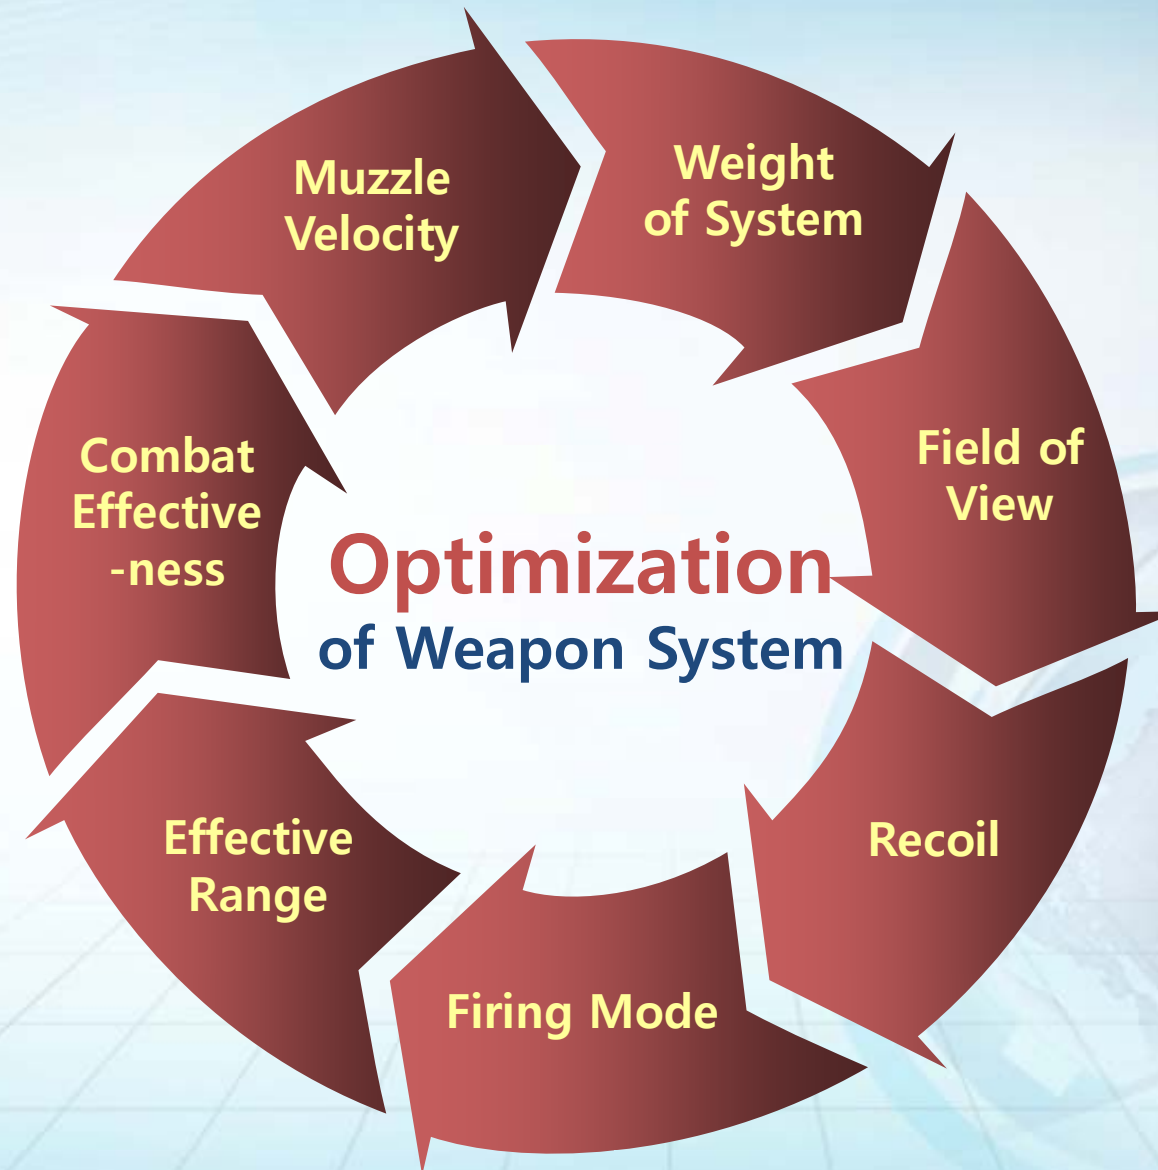 Muzzle
Velocity
Weight
of System
Field of
View
Recoil
Firing Mode
Effective
Range
Combat
Effective
-ness
Optimization
of Weapon System